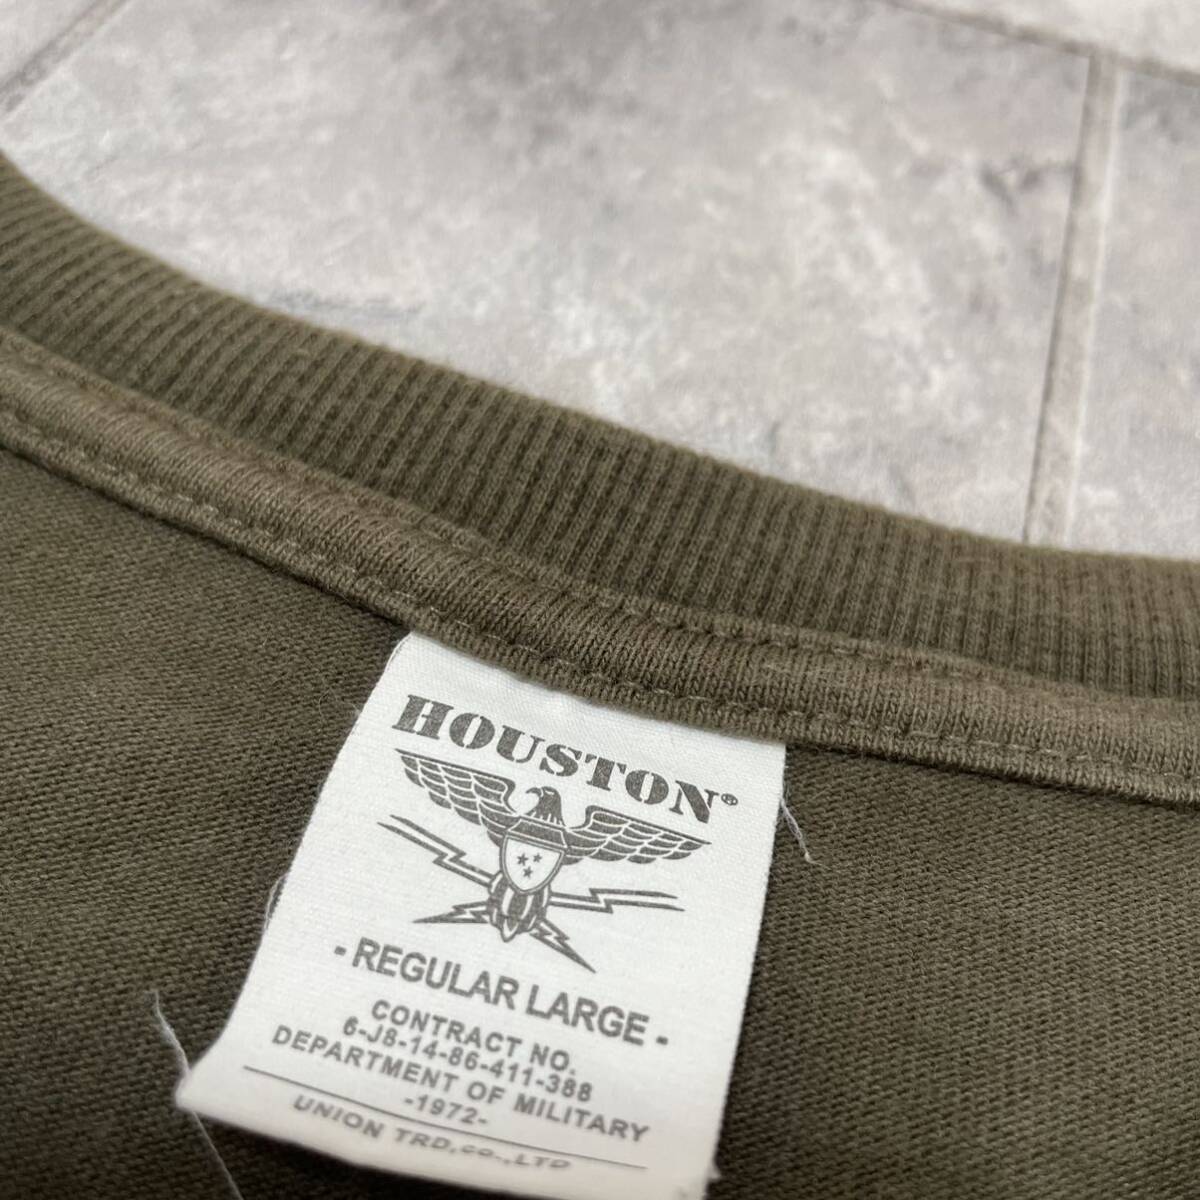 HOUSTON®
- REGULAR LARGE -
CONTRACT NO.
6-J8-14-86-411-388
DEPARTMENT OF MILITARY
-1972-
UNION TRD,co.,LTD